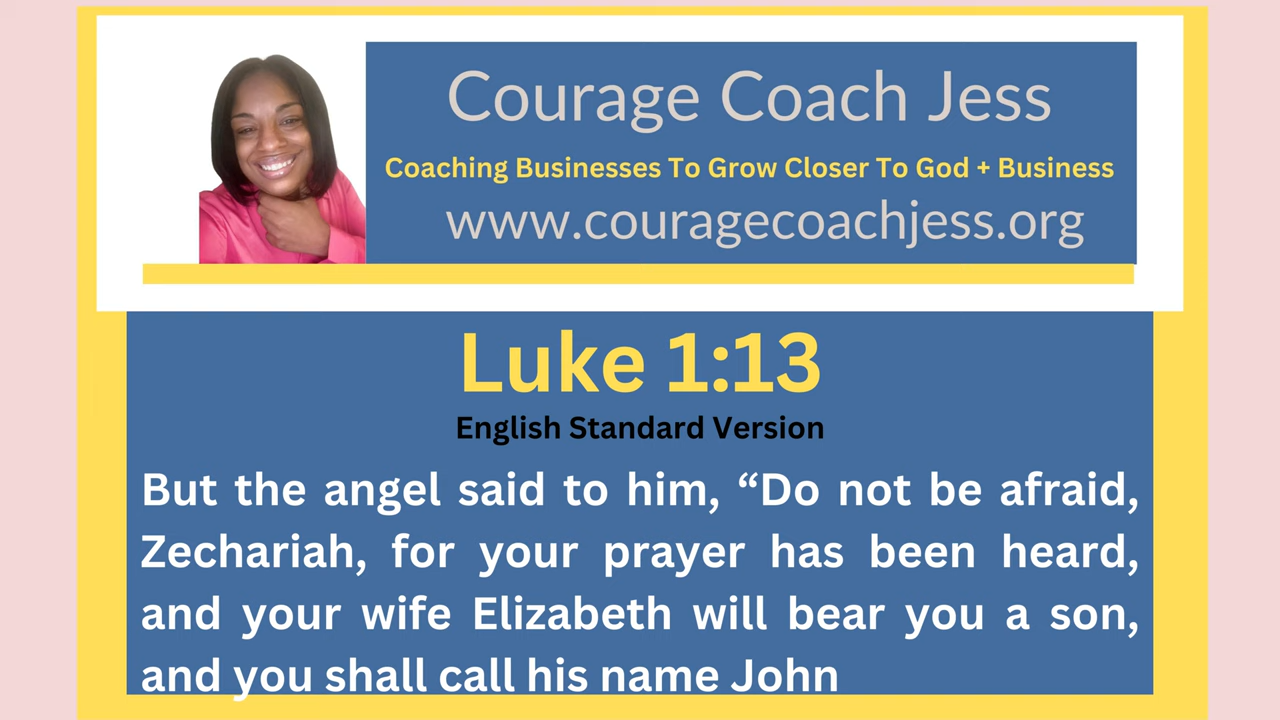 Courage Coach Jess
Coaching Businesses To Grow Closer To God + Business
www.couragecoachjess.org
Luke 1:13
English Standard Version
But the angel said to him, “Do not be afraid,
Zechariah, for your prayer has been heard,
and your wife Elizabeth will bear you a son,
and you shall call his name John